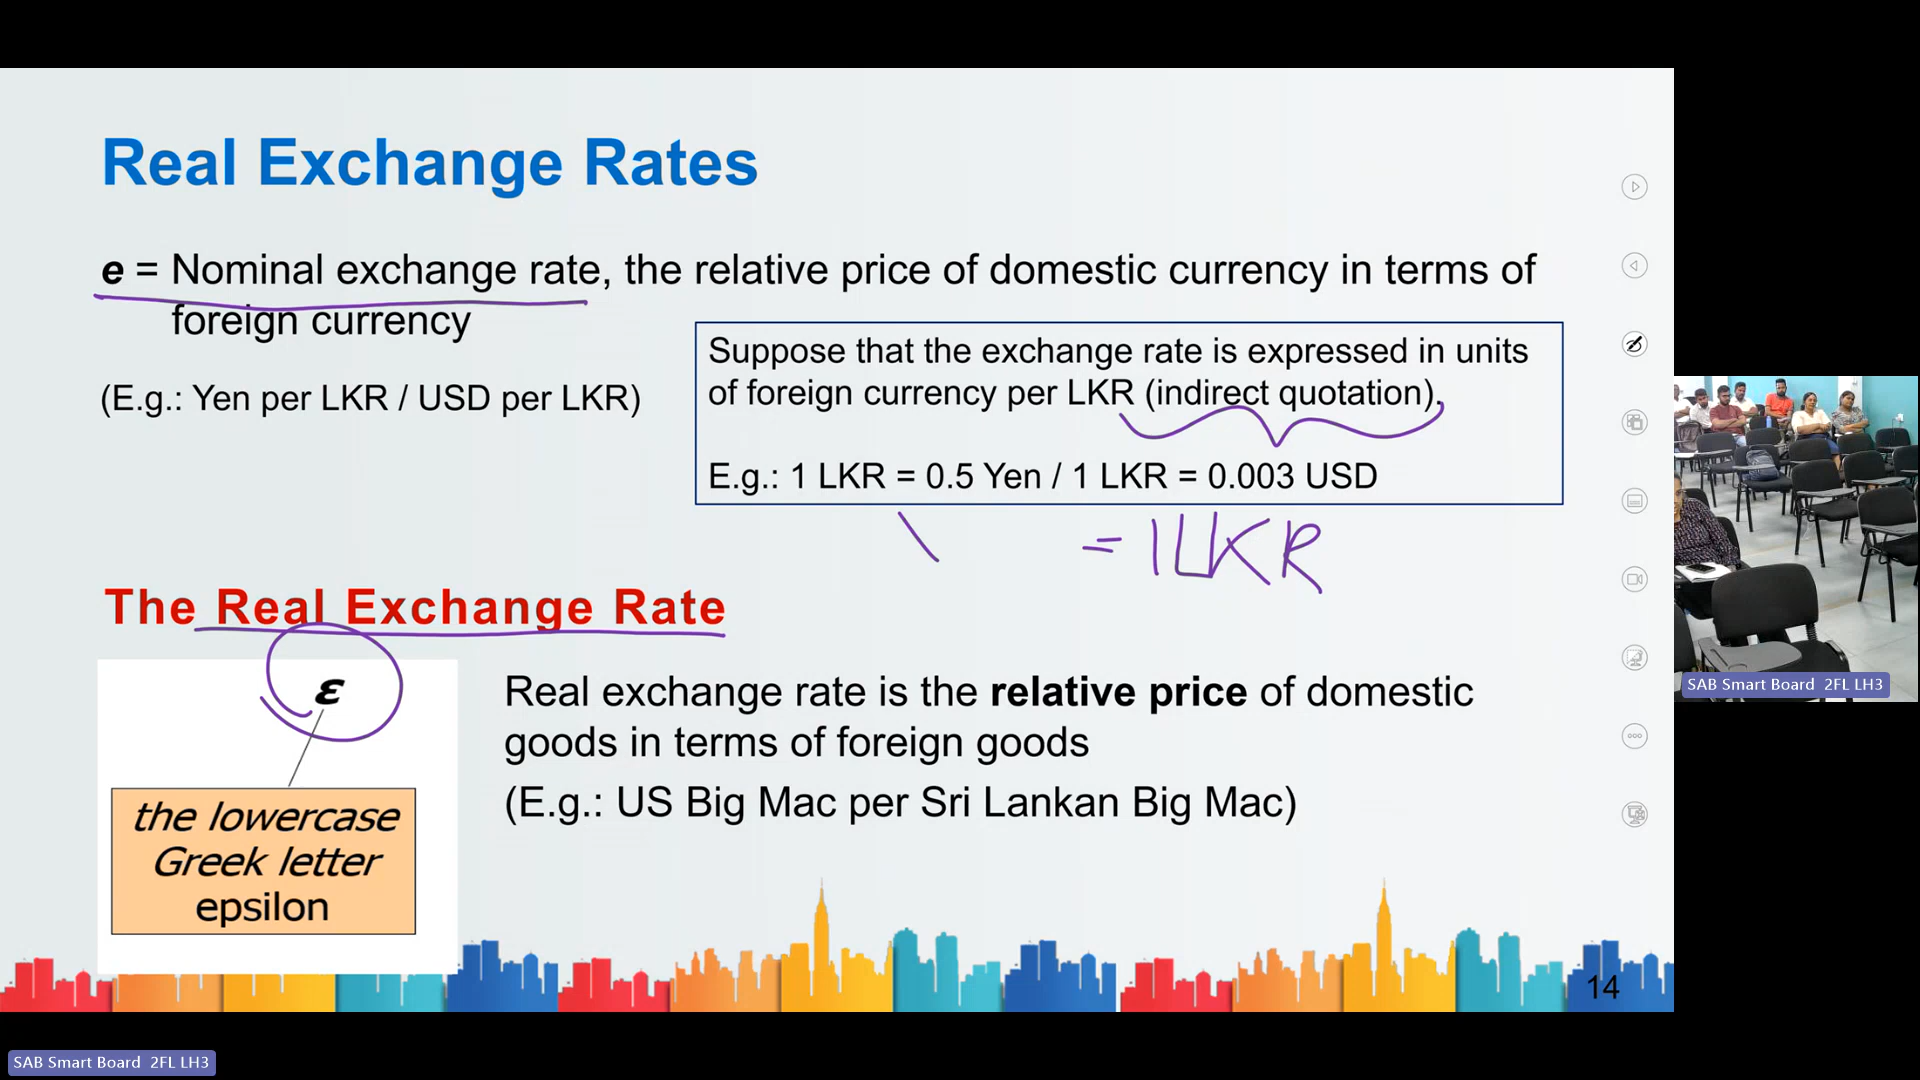 Real Exchange Rates
e = Nominal exchange rate, the relative price of domestic currency in terms of
foreign currency
(E.g.: Yen per LKR / USD per LKR)
Suppose that the exchange rate is expressed in units
of foreign currency per LKR (indirect quotation).
E.g.: 1 LKR = 0.5 Yen / 1 LKR = 0.003 USD
= 1LKR
The Real Exchange Rate
ε
the lowercase
Greek letter
epsilon
Real exchange rate is the relative price of domestic
goods in terms of foreign goods
(E.g.: US Big Mac per Sri Lankan Big Mac)
14
SAB Smart Board 2FL LH3
SAB Smart Board 2FL LH3